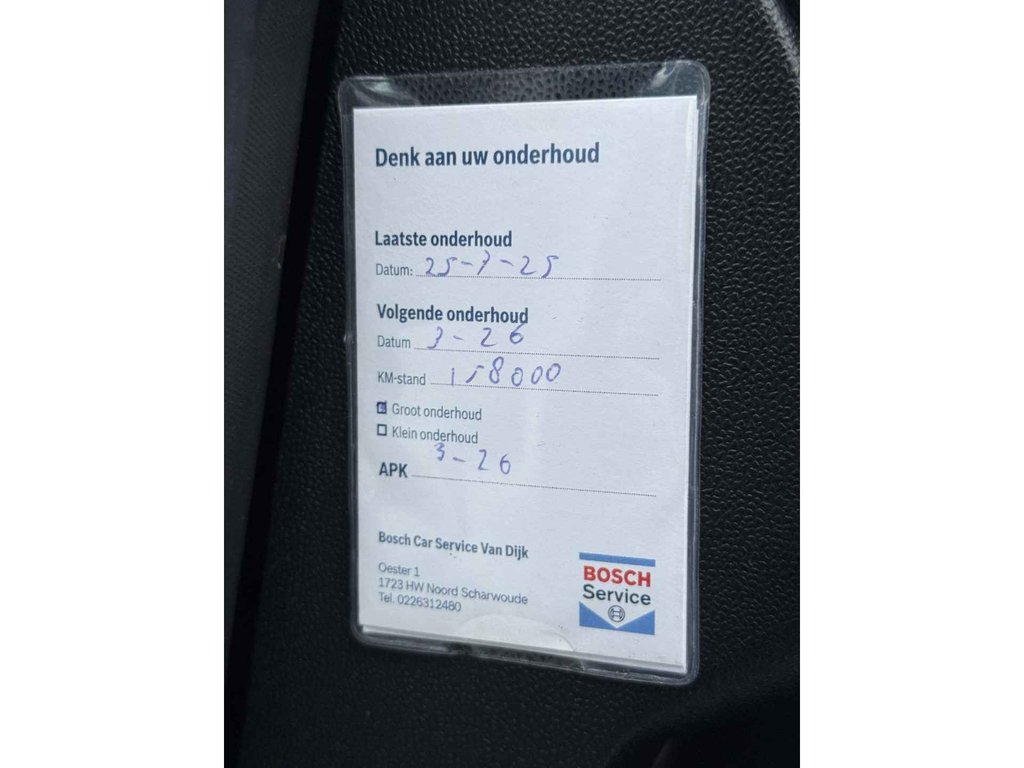 Denk aan uw onderhoud
Laatste onderhoud
Datum: 25-3-25
Volgende onderhoud
Datum 3-26
KM-stand 158000
Groot onderhoud
Klein onderhoud
APK 3-26
Bosch Car Service Van Dijk
Oester 1
1723 HW Noord Scharwoude
Tel. 0226312480
BOSCH
Service